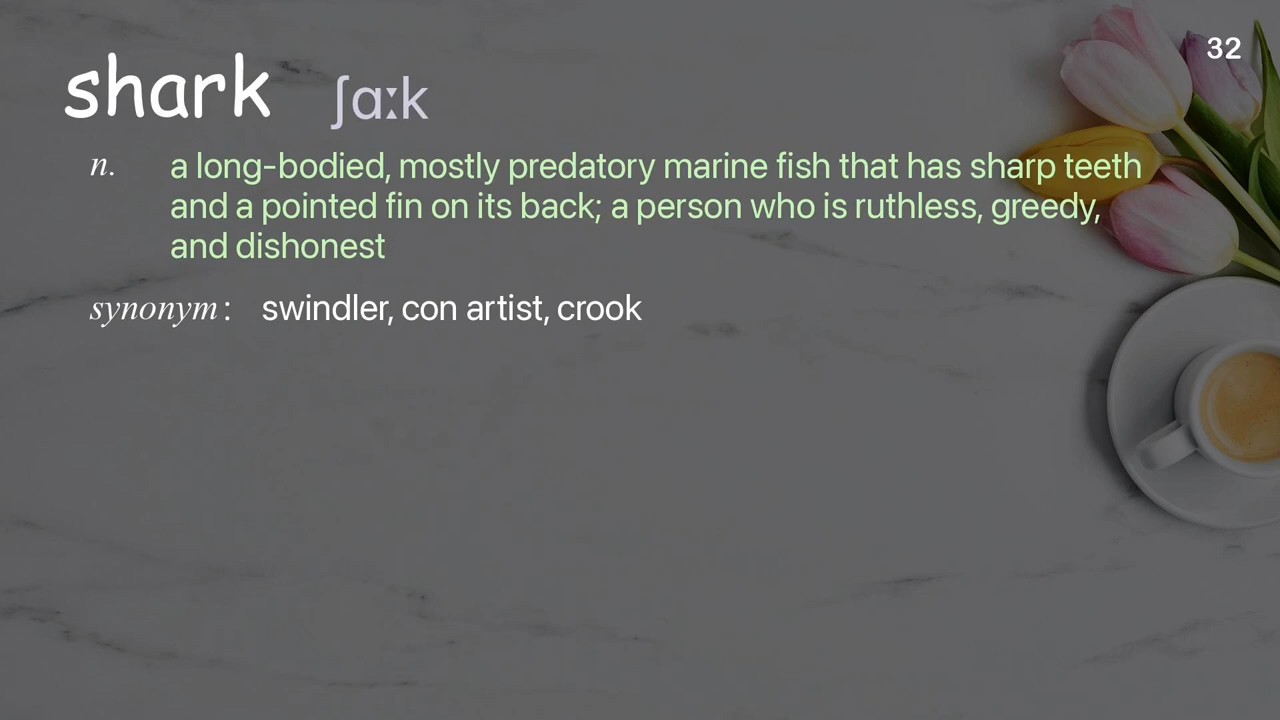 32
shark ʃɑːk
n. a long-bodied, mostly predatory marine fish that has sharp teeth
and a pointed fin on its back; a person who is ruthless, greedy,
and dishonest
synonym: swindler, con artist, crook